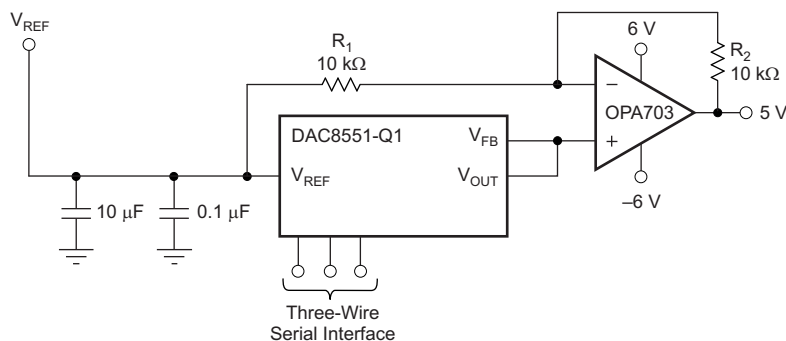 VREF
R1
10 kΩ
6 V
R2
10 kΩ
–
OPA703
+
5 V
–6 V
DAC8551-Q1
VFB
VREF
VOUT
10 µF
0.1 µF
Three-Wire
Serial Interface